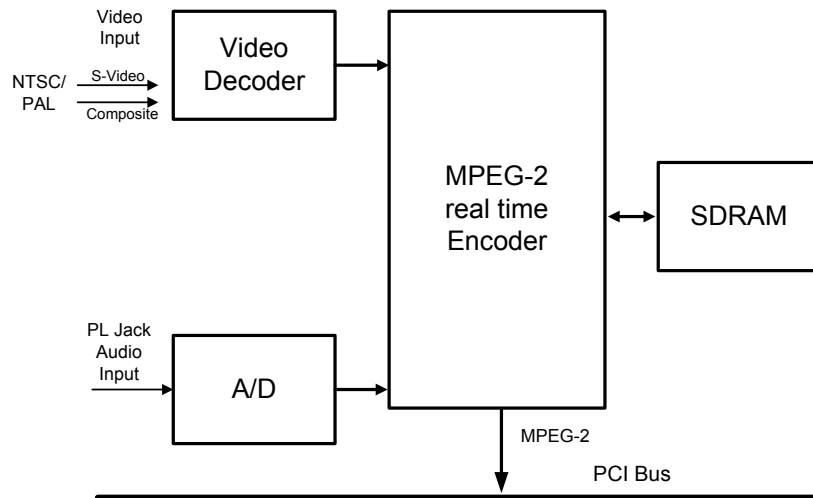 Video
Input
Video
Decoder
NTSC/
PAL
S-Video
Composite
MPEG-2
real time
Encoder
SDRAM
PL Jack
Audio
Input
A/D
MPEG-2
PCI Bus